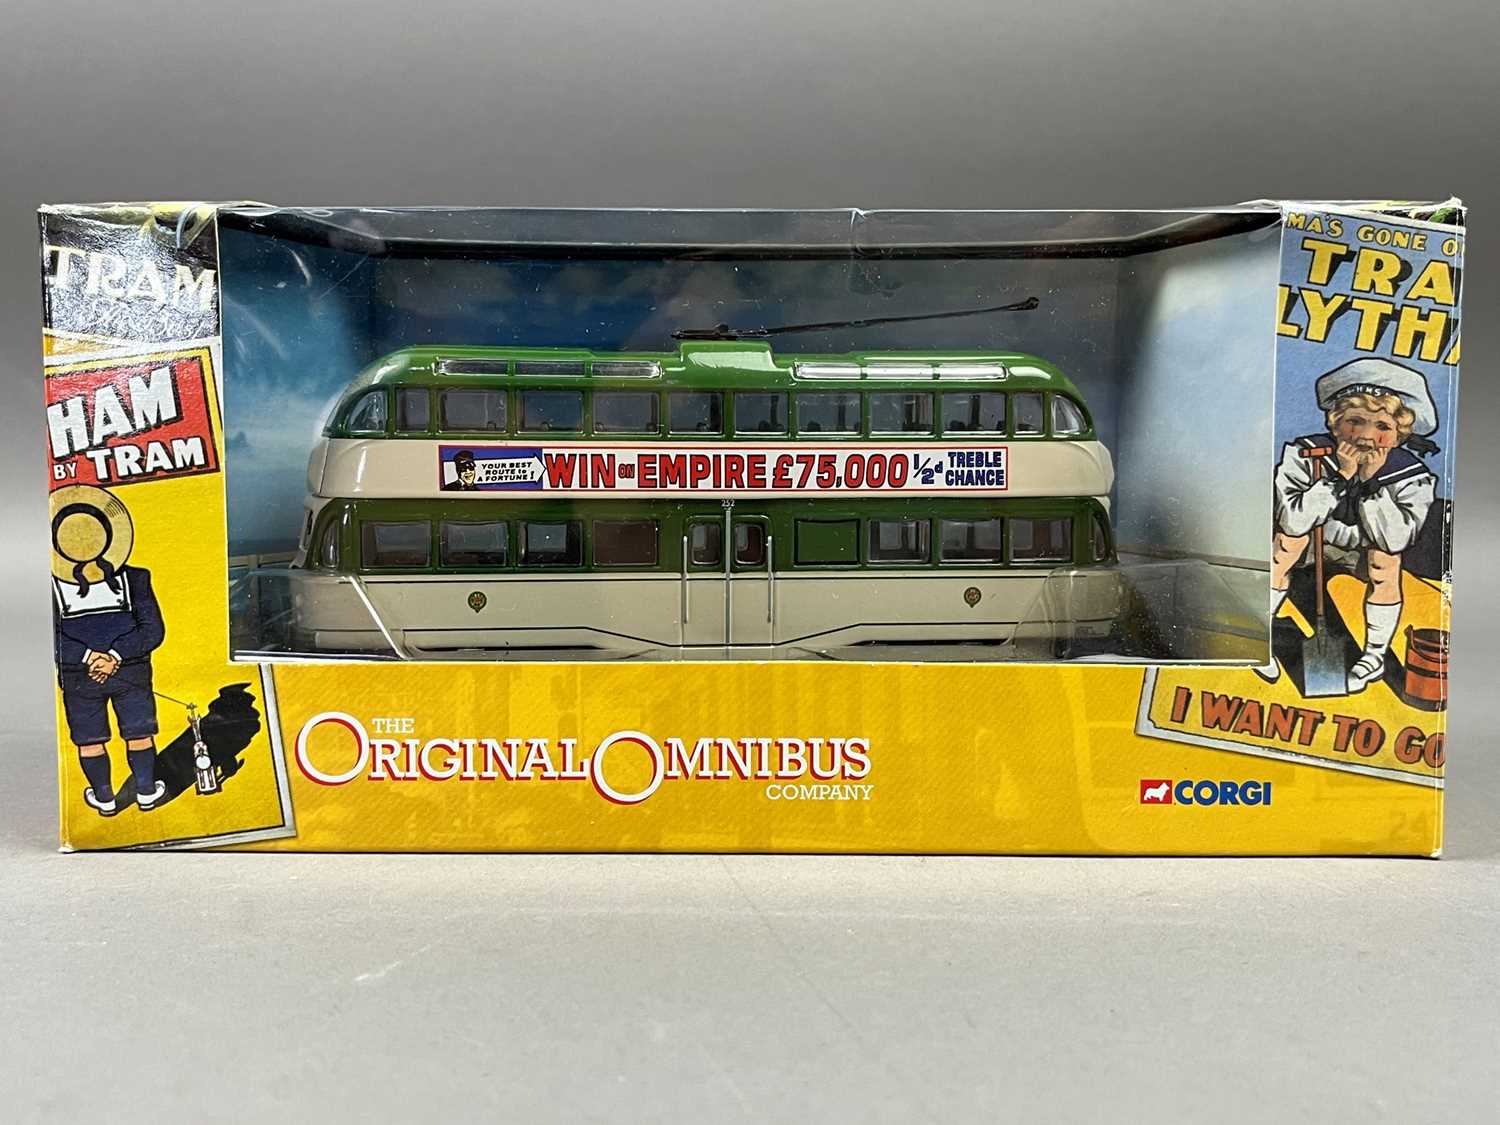 TRAM
HAM
BY TRAM
MA'S GONE
TRA
LYTHA
HMS
YOUR BEST
ROUTE to
A FORTUNE!
WIN ON EMPIRE £75,000 1/2d TREBLE
CHANCE
252
I WANT TO GO
THE
ORIGINAL OMNIBUS
COMPANY
CORGI